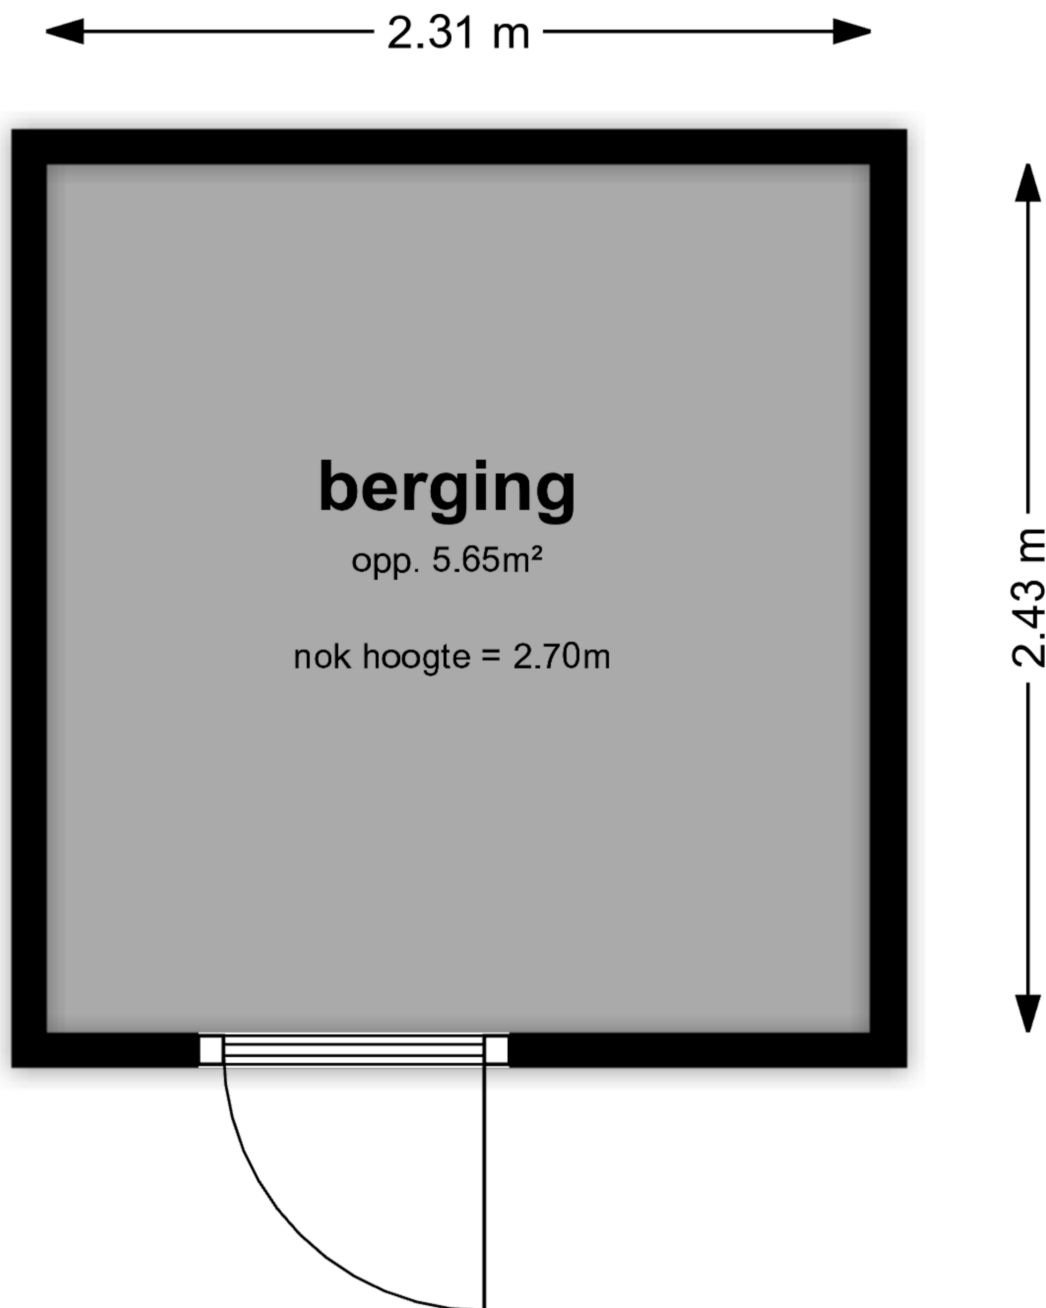 2.31 m
berging
opp. 5.65m²
nok hoogte = 2.70m
2.43 m